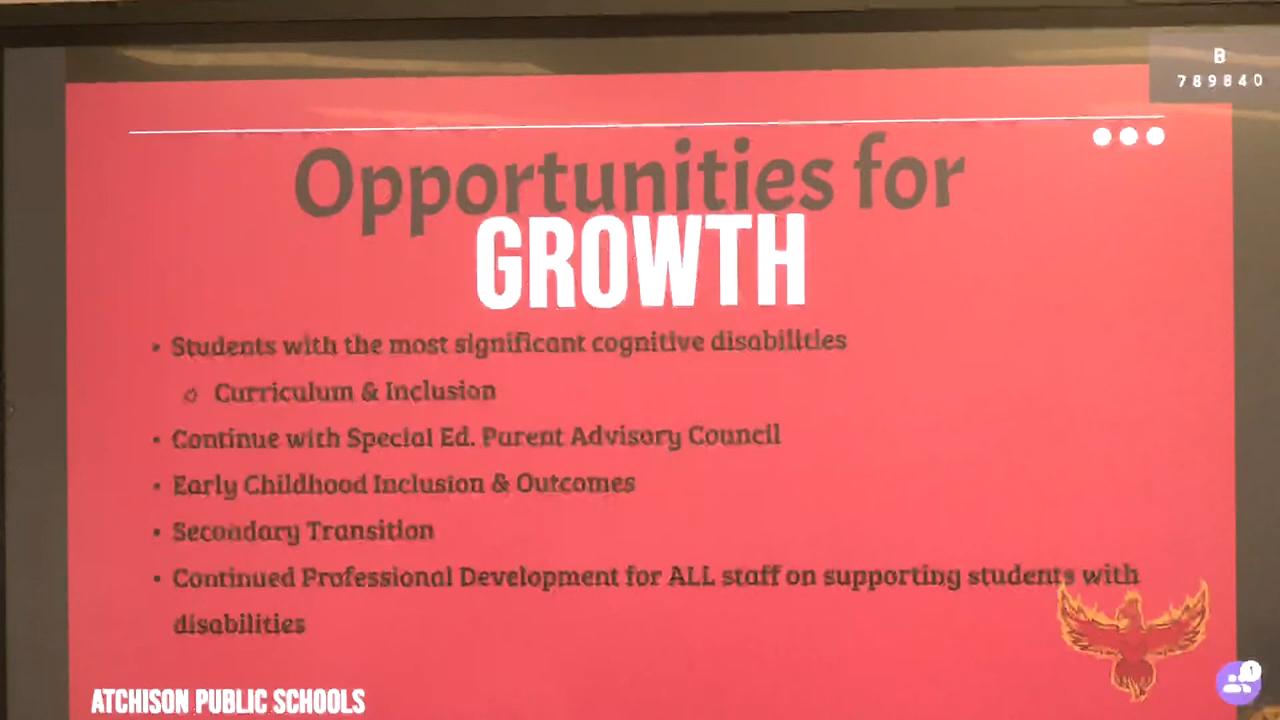 B
789840
Opportunities for
GROWTH
• Students with the most significant cognitive disabilities
○ Curriculum & Inclusion
• Continue with Special Ed. Parent Advisory Council
• Early Childhood Inclusion & Outcomes
• Secondary Transition
• Continued Professional Development for ALL staff on supporting students with
disabilities
1
ATCHISON PUBLIC SCHOOLS